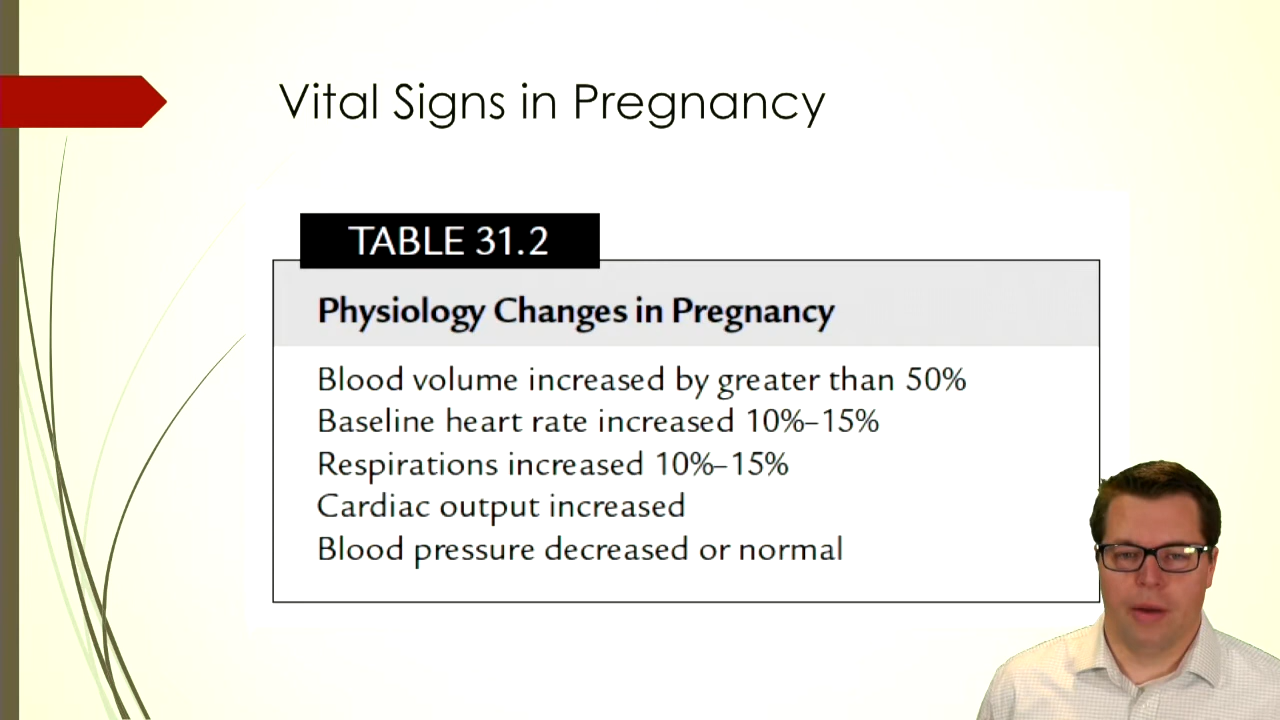 Vital Signs in Pregnancy
TABLE 31.2
Physiology Changes in Pregnancy
Blood volume increased by greater than 50%
Baseline heart rate increased 10%–15%
Respirations increased 10%–15%
Cardiac output increased
Blood pressure decreased or normal